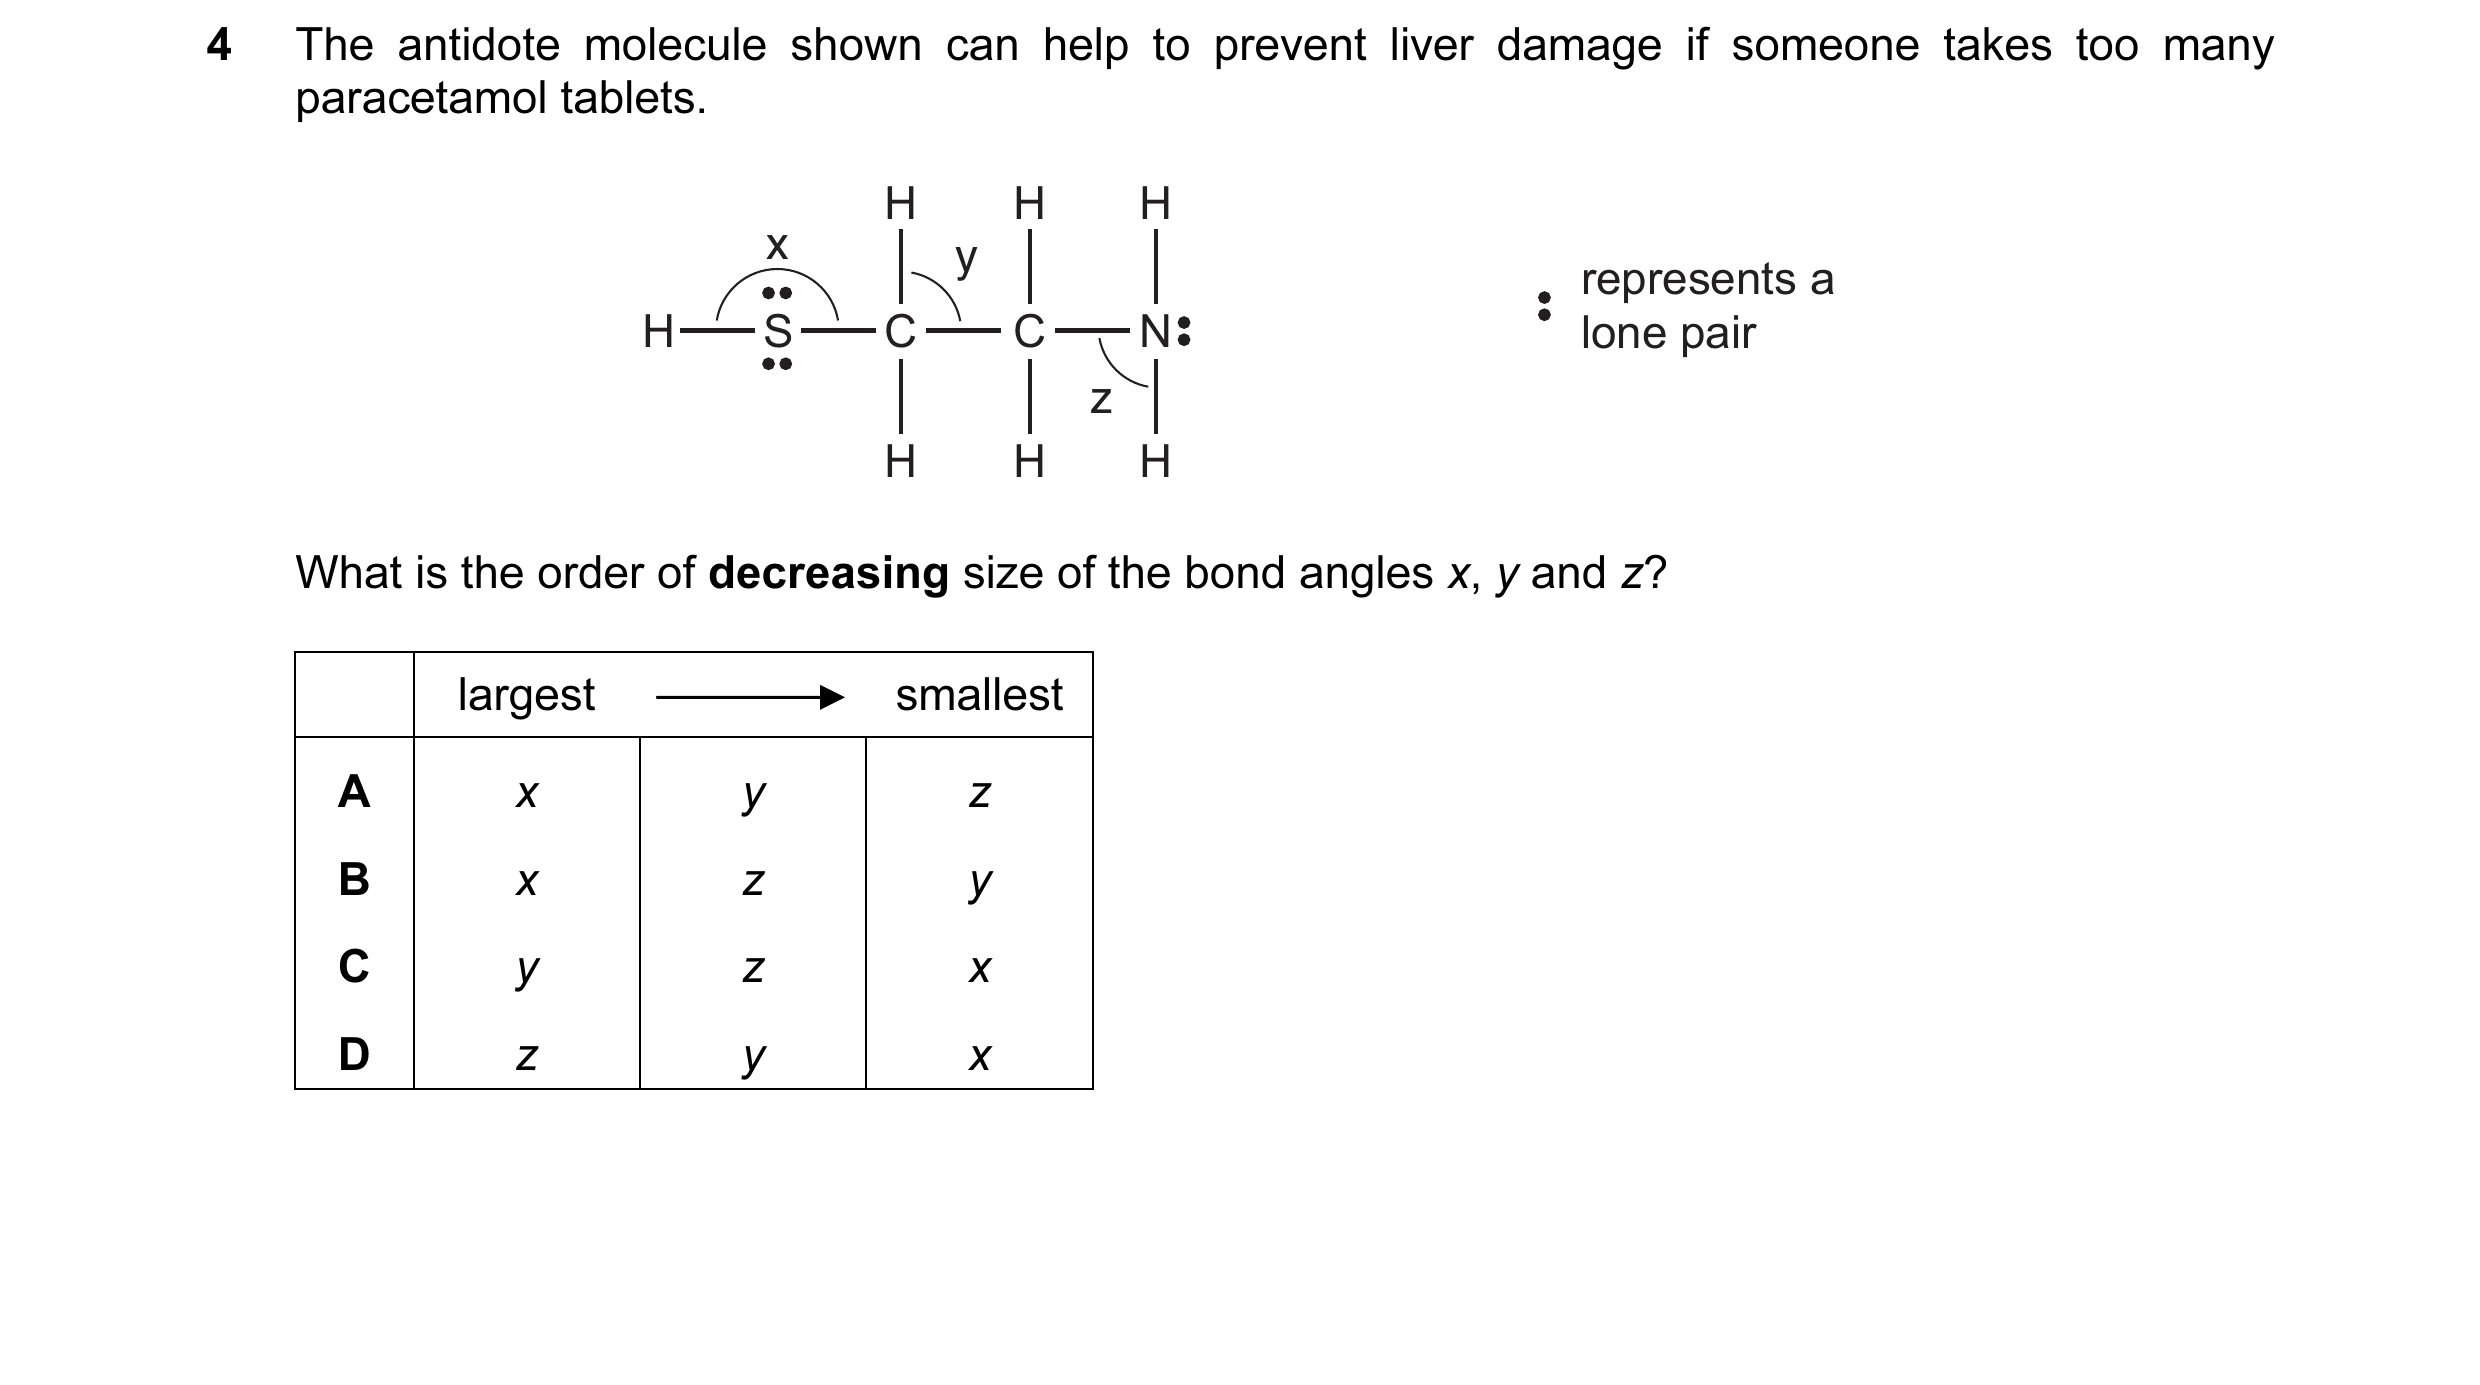 4 The antidote molecule shown can help to prevent liver damage if someone takes too many
paracetamol tablets.
H H H
x y
H S C C N
z
H H H
represents a
lone pair
What is the order of decreasing size of the bond angles x, y and z?
largest smallest
A x y z
B x z y
C y z x
D z y x